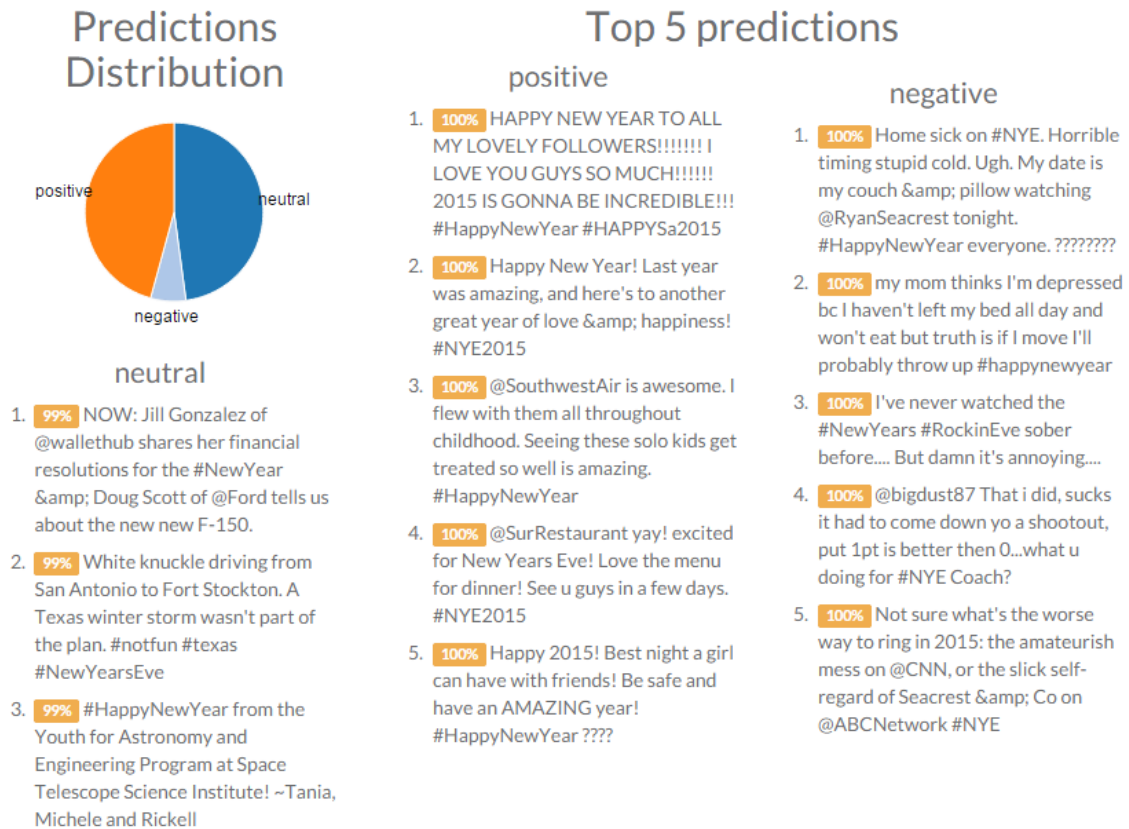 Predictions
Distribution
positive
neutral
negative
neutral
1. 99% NOW: Jill Gonzalez of
@wallethub shares her financial
resolutions for the #NewYear
&amp; Doug Scott of @Ford tells us
about the new new F-150.
2. 99% White knuckle driving from
San Antonio to Fort Stockton. A
Texas winter storm wasn't part of
the plan. #notfun #texas
#NewYearsEve
3. 99% #HappyNewYear from the
Youth for Astronomy and
Engineering Program at Space
Telescope Science Institute! ~Tania,
Michele and Rickell
Top 5 predictions
positive
1. 100% HAPPY NEW YEAR TO ALL
MY LOVELY FOLLOWERS!!!!!!! I
LOVE YOU GUYS SO MUCH!!!!!!
2015 IS GONNA BE INCREDIBLE!!!
#HappyNewYear #HAPPYSa2015
2. 100% Happy New Year! Last year
was amazing, and here's to another
great year of love &amp; happiness!
#NYE2015
3. 100% @SouthwestAir is awesome. I
flew with them all throughout
childhood. Seeing these solo kids get
treated so well is amazing.
#HappyNewYear
4. 100% @SurRestaurant yay! excited
for New Years Eve! Love the menu
for dinner! See u guys in a few days.
#NYE2015
5. 100% Happy 2015! Best night a girl
can have with friends! Be safe and
have an AMAZING year!
#HappyNewYear ????
negative
1. 100% Home sick on #NYE. Horrible
timing stupid cold. Ugh. My date is
my couch &amp; pillow watching
@RyanSeacrest tonight.
#HappyNewYear everyone. ????????
2. 100% my mom thinks I'm depressed
bc I haven't left my bed all day and
won't eat but truth is if I move I'll
probably throw up #happynewyear
3. 100% I've never watched the
#NewYears #RockinEve sober
before.... But damn it's annoying....
4. 100% @bigdust87 That i did, sucks
it had to come down yo a shootout,
put 1pt is better then 0...what u
doing for #NYE Coach?
5. 100% Not sure what's the worse
way to ring in 2015: the amateurish
mess on @CNN, or the slick self-
regard of Seacrest &amp; Co on
@ABCNetwork #NYE